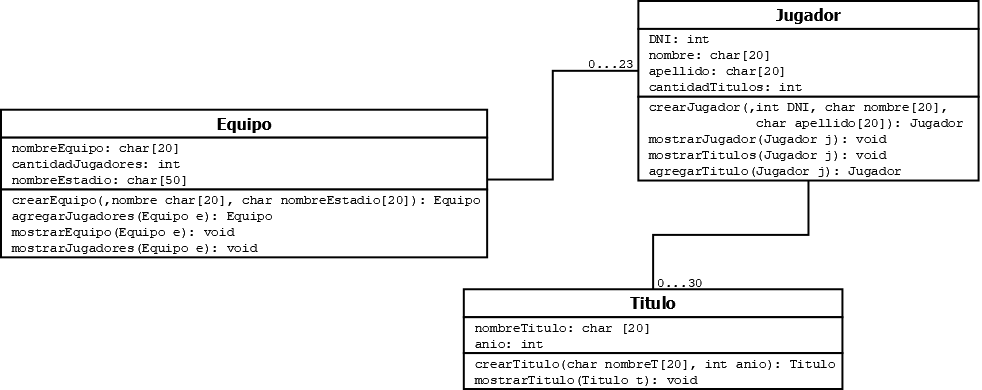 Jugador
DNI: int
nombre: char[20]
apellido: char[20]
cantidadTitulos: int
crearJugador(,int DNI, char nombre[20],
char apellido[20]): Jugador
mostrarJugador(Jugador j): void
mostrarTitulos(Jugador j): void
agregarTitulo(Jugador j): Jugador
0...23
Equipo
nombreEquipo: char[20]
cantidadJugadores: int
nombreEstadio: char[50]
crearEquipo(,nombre char[20], char nombreEstadio[20]): Equipo
agregarJugadores(Equipo e): Equipo
mostrarEquipo(Equipo e): void
mostrarJugadores(Equipo e): void
0...30
Titulo
nombreTitulo: char [20]
anio: int
crearTitulo(char nombreT[20], int anio): Titulo
mostrarTitulo(Titulo t): void